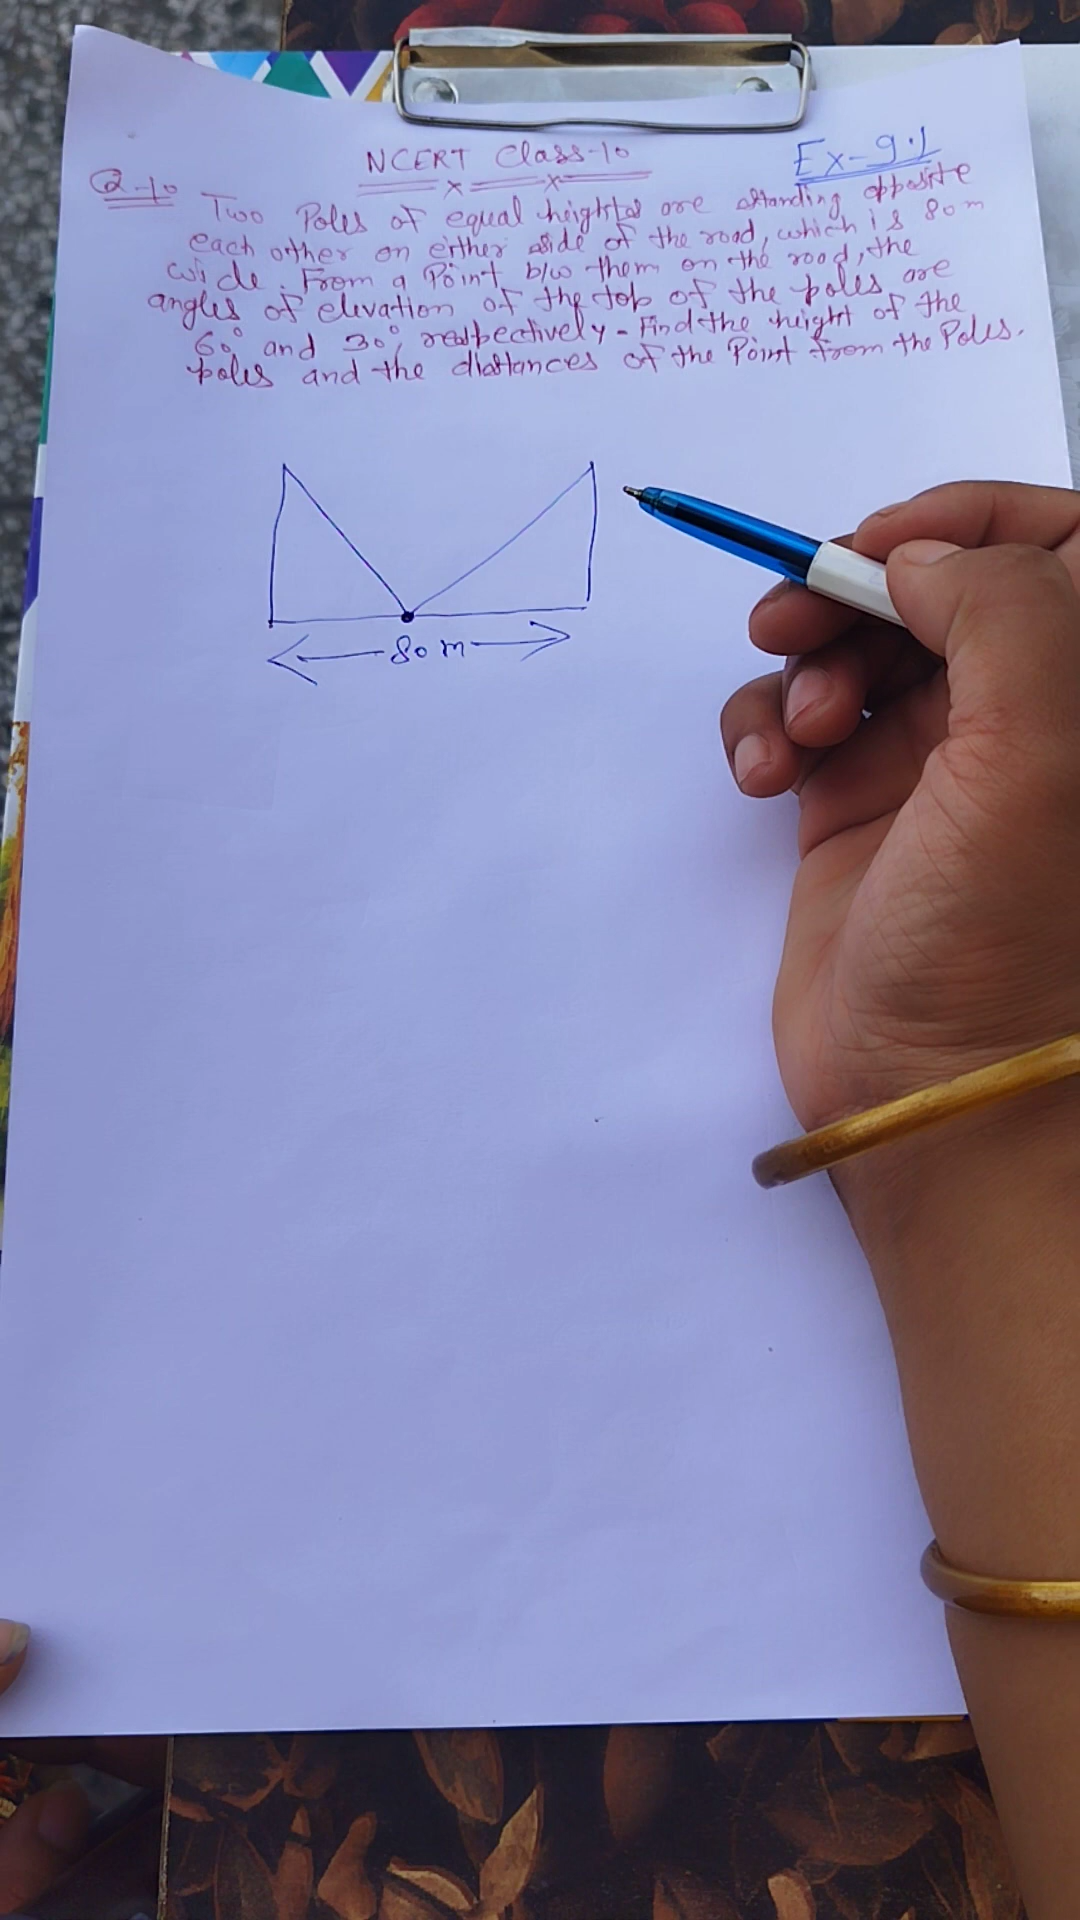 NCERT Class-10
Ex-9.1
Q-10 Two Poles of equal heights are standing opposite
each other on either side of the road, which is 80m
wide. From a Point b/w them on the road, the
angles of elevation of the top of the poles are
60° and 30°, respectively - Find the height of the
poles and the distances of the Point from the Poles.
80 m